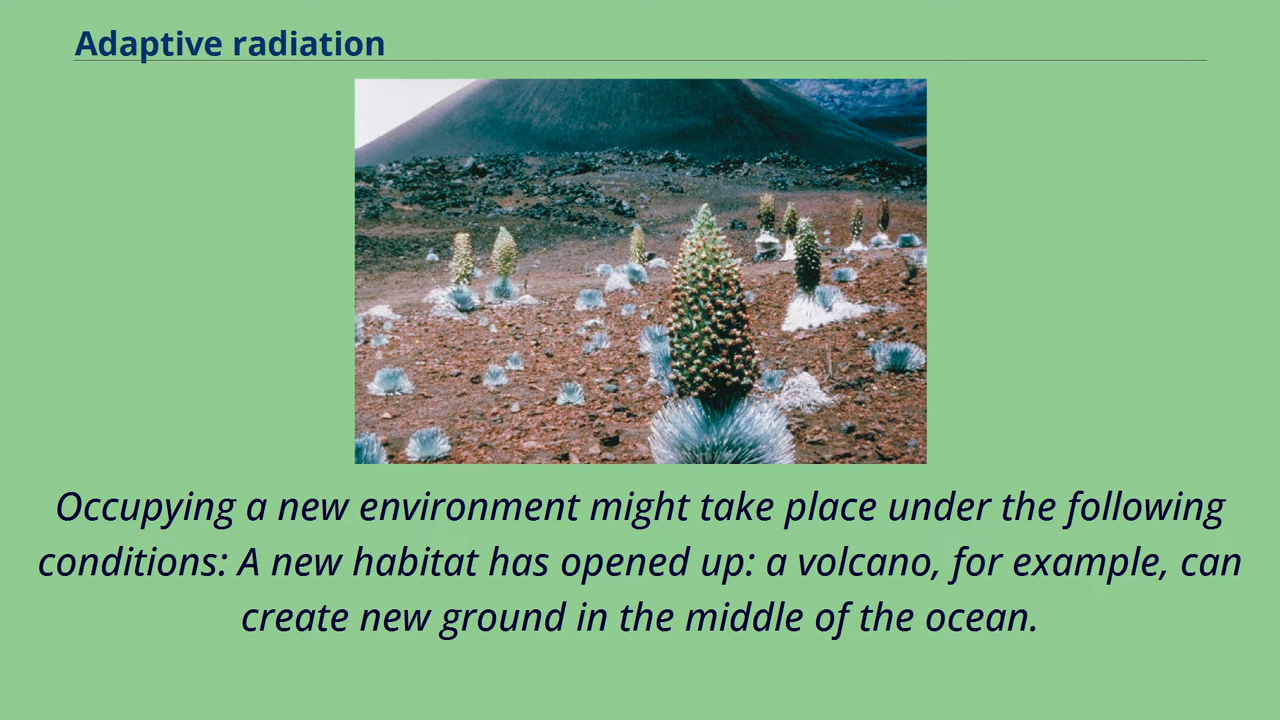 Adaptive radiation
Occupying a new environment might take place under the following
conditions: A new habitat has opened up: a volcano, for example, can
create new ground in the middle of the ocean.